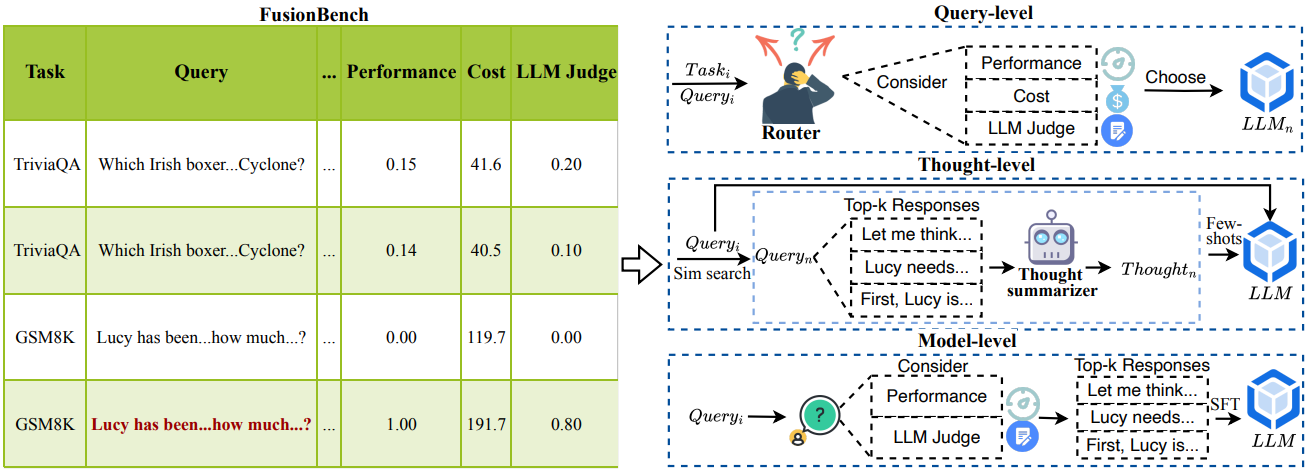 FusionBench
Task Query ... Performance Cost LLM Judge
TriviaQA Which Irish boxer...Cyclone? ... 0.15 41.6 0.20
TriviaQA Which Irish boxer...Cyclone? ... 0.14 40.5 0.10
GSM8K Lucy has been...how much...? ... 0.00 119.7 0.00
GSM8K Lucy has been...how much...? ... 1.00 191.7 0.80
Query-level
Task_i
Query_i
?
Router
Consider
Performance
Cost
$
LLM Judge
Choose
LLM_n
Thought-level
Query_i
Sim search
Query_n
Top-k Responses
Let me think...
Lucy needs...
First, Lucy is...
Thought
summarizer
Thought_n
Few-
shots
LLM
Model-level
Query_i
?
Consider
Performance
LLM Judge
Top-k Responses
Let me think...
Lucy needs...
First, Lucy is...
SFT
LLM